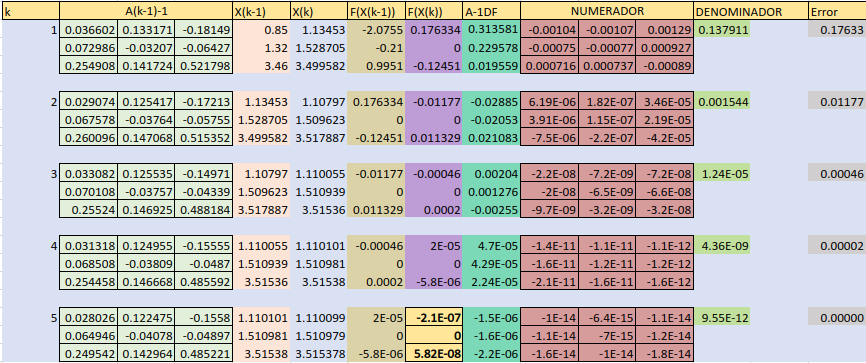 k A(k-1)-1 X(k-1) X(k) F(X(k-1)) F(X(k)) A-1DF NUMERADOR DENOMINADOR Error
1 0.036602 0.133171 -0.18149 0.85 1.13453 -2.0755 0.176334 0.313581 -0.00104 -0.00107 0.00129 0.137911 0.17633
0.072986 -0.03207 -0.06427 1.32 1.528705 -0.21 0 0.229578 -0.00075 -0.00077 0.000927
0.254908 0.141724 0.521798 3.46 3.499582 0.9951 -0.12451 0.019559 0.000716 0.000737 -0.00089
2 0.029074 0.125417 -0.17213 1.13453 1.10797 0.176334 -0.01177 -0.02885 6.19E-06 1.82E-07 3.46E-05 0.001544 0.01177
0.067578 -0.03764 -0.05755 1.528705 1.509623 0 0 -0.02053 3.91E-06 1.15E-07 2.19E-05
0.260096 0.147068 0.515352 3.499582 3.517887 -0.12451 0.011329 0.021083 -7.5E-06 -2.2E-07 -4.2E-05
3 0.033082 0.125535 -0.14971 1.10797 1.110055 -0.01177 -0.00046 0.00204 -2.2E-08 -7.2E-09 -7.2E-08 1.24E-05 0.00046
0.070108 -0.03757 -0.04339 1.509623 1.510939 0 0 0.001276 -2E-08 -6.5E-09 -6.6E-08
0.25524 0.146925 0.488184 3.517887 3.51536 0.011329 0.0002 -0.00255 -9.7E-09 -3.2E-09 -3.2E-08
4 0.031318 0.124955 -0.15555 1.110055 1.110101 -0.00046 2E-05 4.7E-05 -1.4E-11 -1.1E-11 -1.1E-12 4.36E-09 0.00002
0.068508 -0.03809 -0.0487 1.510939 1.510981 0 0 4.29E-05 -1.6E-11 -1.2E-11 -1.2E-12
0.254458 0.146668 0.485592 3.51536 3.51538 0.0002 -5.8E-06 2.24E-05 -2.1E-11 -1.6E-11 -1.6E-12
5 0.028026 0.122475 -0.1558 1.110101 1.110099 2E-05 -2.1E-07 -1.5E-06 -1E-14 -6.4E-15 -1.1E-14 9.55E-12 0.00000
0.064946 -0.04078 -0.04897 1.510981 1.510979 0 0 -1.6E-06 -1.1E-14 -7E-15 -1.2E-14
0.249542 0.142964 0.485221 3.51538 3.515378 -5.8E-06 5.82E-08 -2.2E-06 -1.6E-14 -1E-14 -1.8E-14